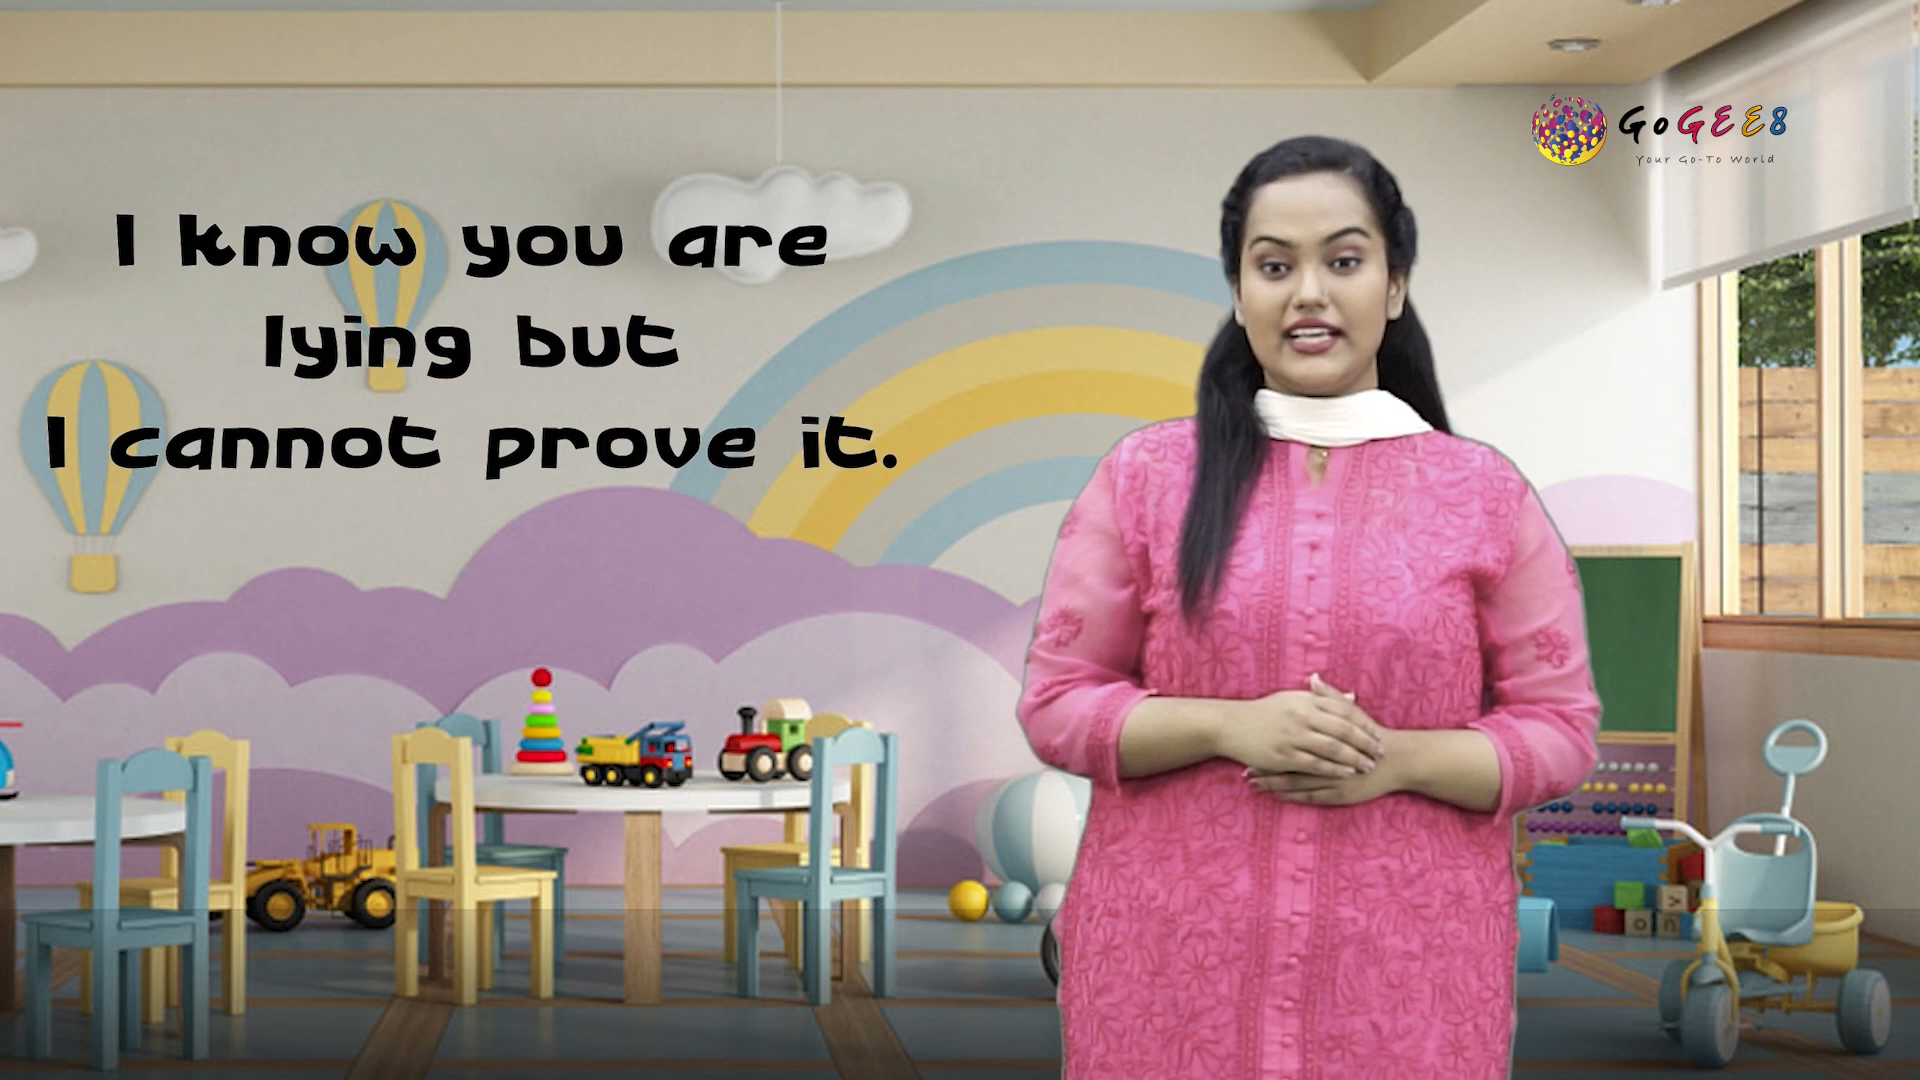 GoGEE8
Your Go-To World
I know you are
lying but
I cannot prove it.